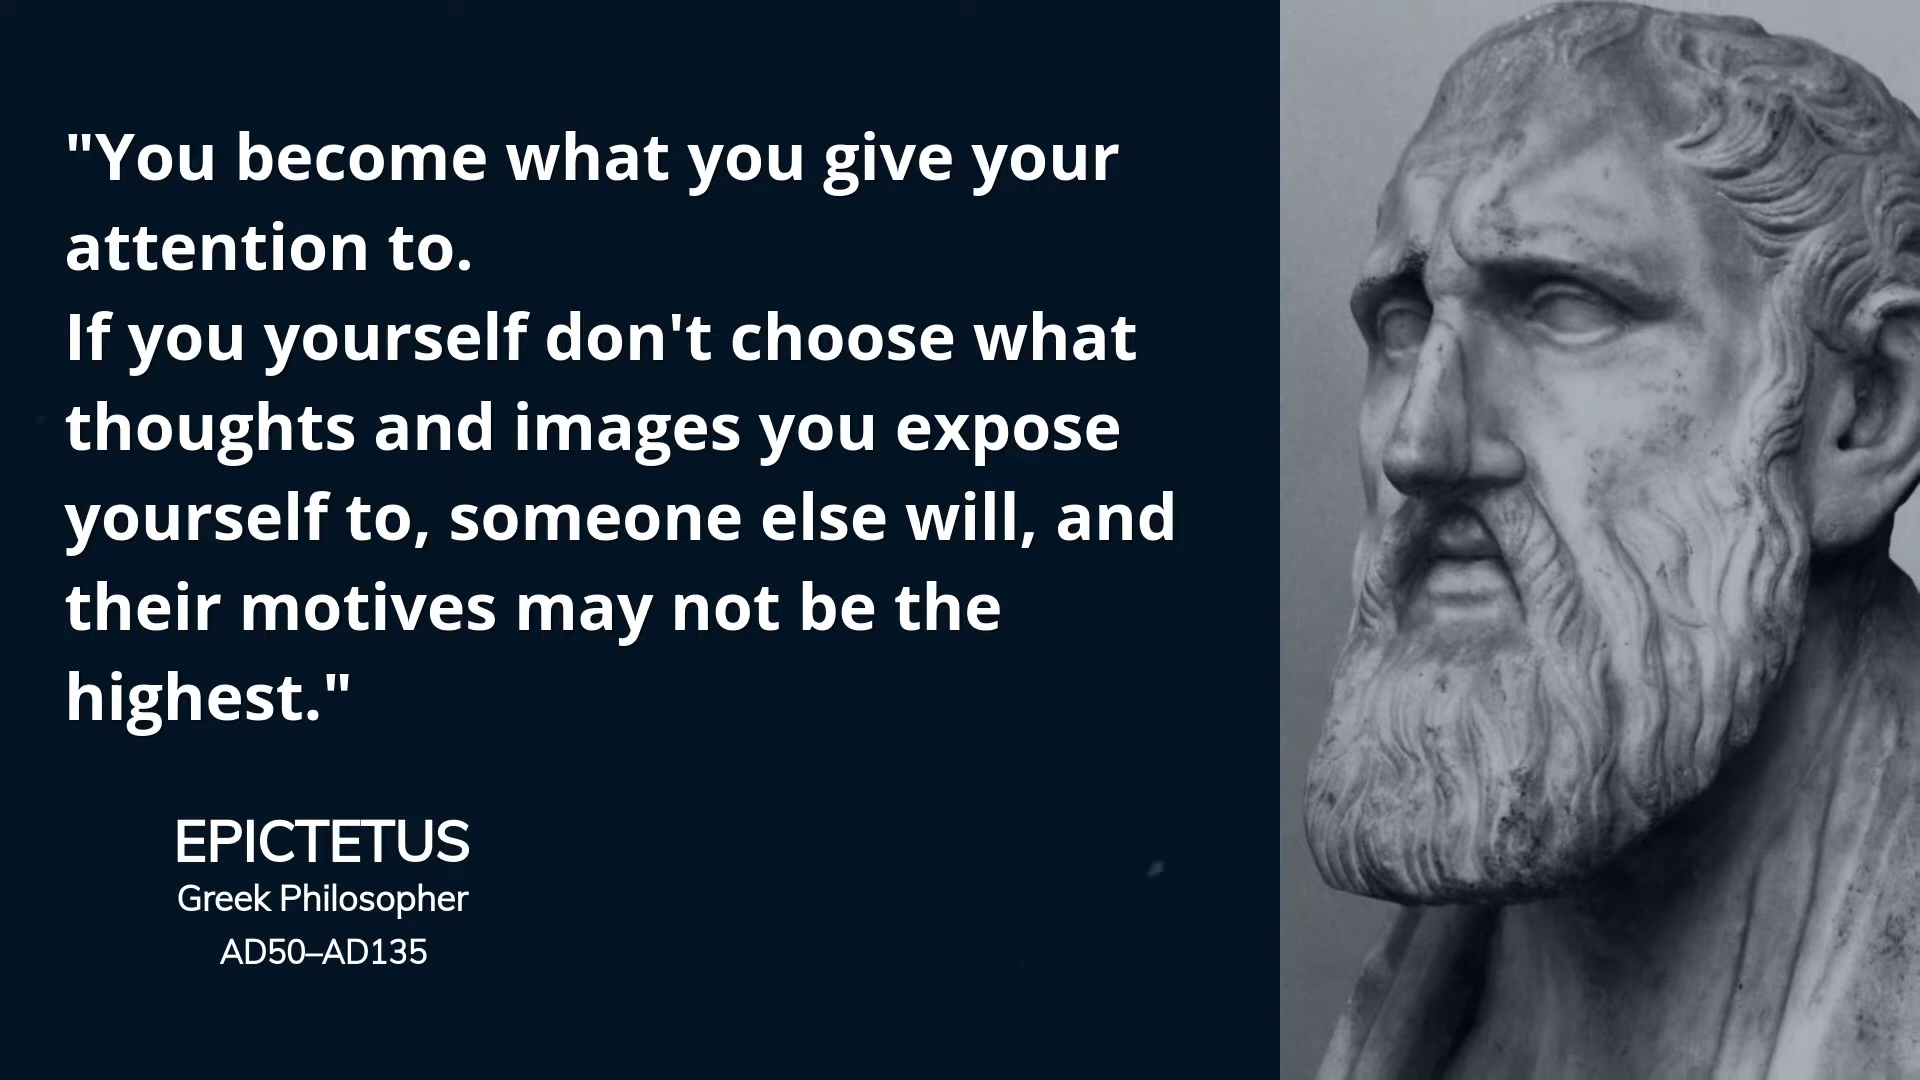 "You become what you give your
attention to.
If you yourself don't choose what
thoughts and images you expose
yourself to, someone else will, and
their motives may not be the
highest."
EPICTETUS
Greek Philosopher
AD50–AD135